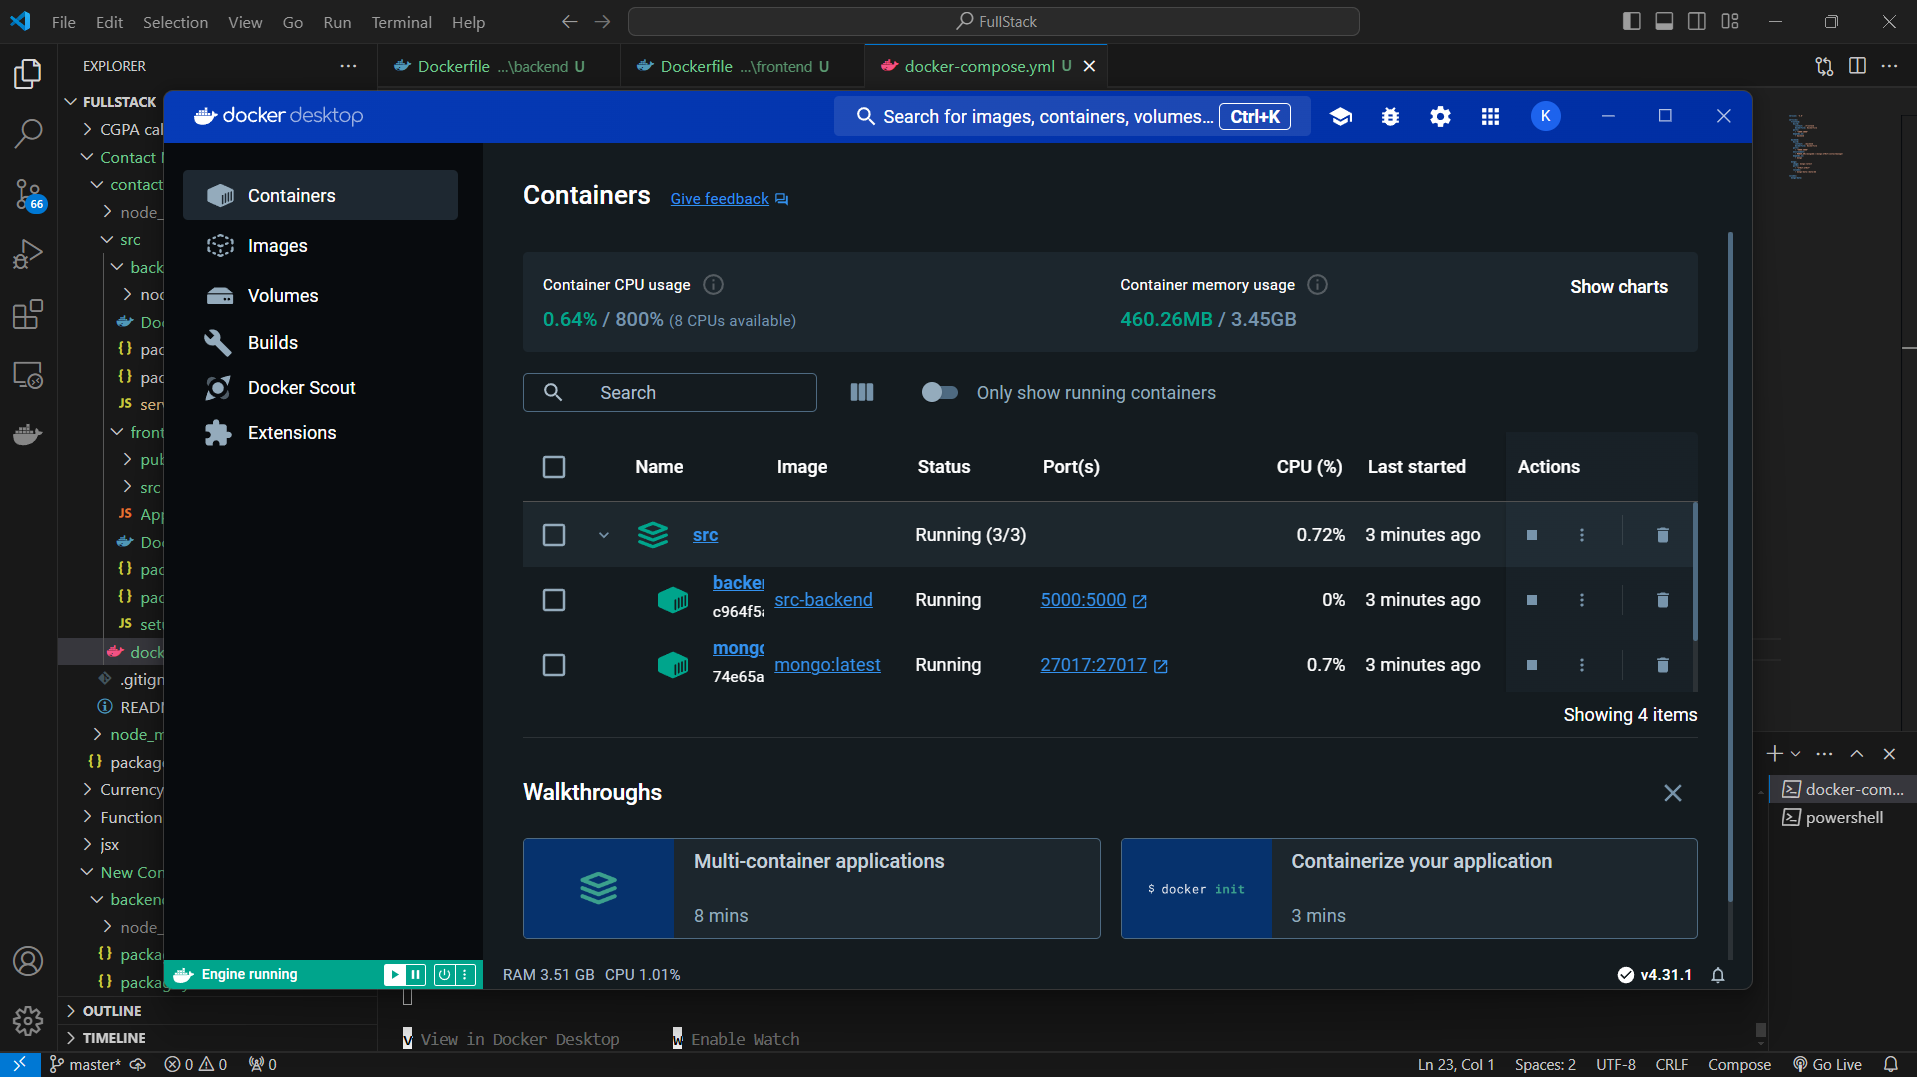 File Edit Selection View Go Run Terminal Help
FullStack
EXPLORER
Dockerfile ...\backend U
Dockerfile ...\frontend U
docker-compose.yml U
FULLSTACK
CGPA cal
Contact
contact
node_
src
back
nod
Doc
pac
pac
JS serv
front
pub
src
JS App
Doc
pac
pac
JS setu
dock
.gitign
READ
node_m
packag
Currency
Function
jsx
New Con
backen
node_
packa
packag
OUTLINE
TIMELINE
66
docker desktop
Search for images, containers, volumes... Ctrl+K
K
Containers
Images
Volumes
Builds
Docker Scout
Extensions
Containers Give feedback
Container CPU usage
0.64% / 800% (8 CPUs available)
Container memory usage
460.26MB / 3.45GB
Show charts
Search
Only show running containers
Name Image Status Port(s) CPU (%) Last started Actions
src Running (3/3) 0.72% 3 minutes ago
backe
c964f5 src-backend Running 5000:5000 0% 3 minutes ago
mongo
74e65a mongo:latest Running 27017:27017 0.7% 3 minutes ago
Showing 4 items
Walkthroughs
Multi-container applications
8 mins
$ docker init
Containerize your application
3 mins
Engine running
RAM 3.51 GB CPU 1.01%
v4.31.1
docker-com...
powershell
v View in Docker Desktop w Enable Watch
master* 0 0 0
Ln 23, Col 1 Spaces: 2 UTF-8 CRLF Compose Go Live